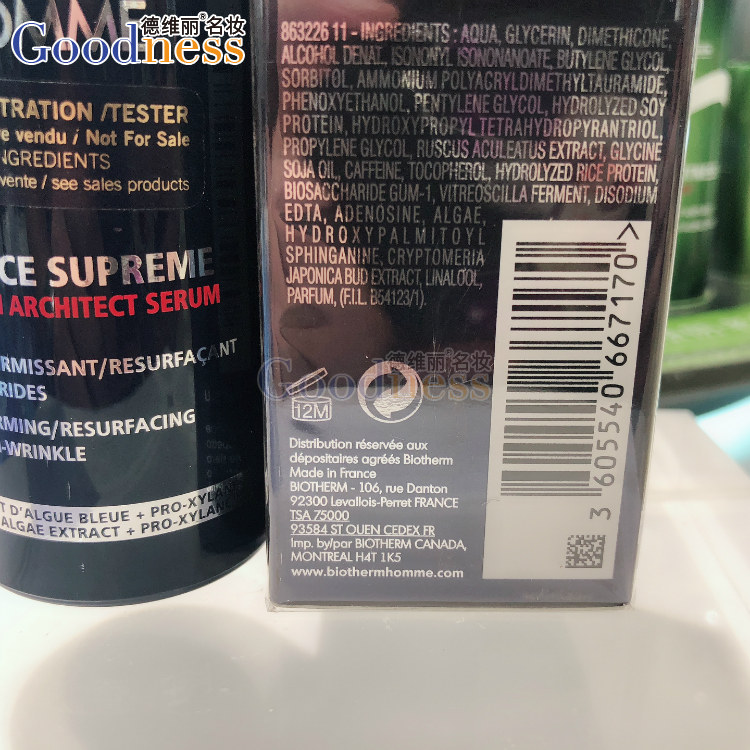 OMME
德维丽®名妆
Goodness
TRATION /TESTER
vendu / Not For Sale
INGREDIENTS
vente / see sales products
CE SUPREME
ARCHITECT SERUM
RMISSANT/RESURFAÇANT
RIDES
RMING/RESURFACING
-WRINKLE
T D'ALGUE BLEUE + PRO-XYLANE
ALGAE EXTRACT + PRO-XYLANE
863226 11 - INGREDIENTS : AQUA, GLYCERIN, DIMETHICONE,
ALCOHOL DENAT., ISONONYL ISONONANOATE, BUTYLENE GLYCOL,
SORBITOL, AMMONIUM POLYACRYLDIMETHYLTAURAMIDE,
PHENOXYETHANOL, PENTYLENE GLYCOL, HYDROLYZED SOY
PROTEIN, HYDROXYPROPYL TETRAHYDROPYRANTRIOL,
PROPYLENE GLYCOL, RUSCUS ACULEATUS EXTRACT, GLYCINE
SOJA OIL, CAFFEINE, TOCOPHEROL, HYDROLYZED RICE PROTEIN,
BIOSACCHARIDE GUM-1, VITREOSCILLA FERMENT, DISODIUM
EDTA, ADENOSINE, ALGAE,
HYDROXYPALMITOYL
SPHINGANINE, CRYPTOMERIA
JAPONICA BUD EXTRACT, LINALOOL,
PARFUM, (F.I.L. B54123/1).
德维丽®名妆
Goodness
12M
Distribution réservée aux
dépositaires agréés Biotherm
Made in France
BIOTHERM - 106, rue Danton
92300 Levallois-Perret FRANCE
TSA 75000
93584 ST OUEN CEDEX FR
Imp. by/par BIOTHERM CANADA,
MONTREAL H4T 1K5
www.biothermhomme.com
3 605540 667170 >